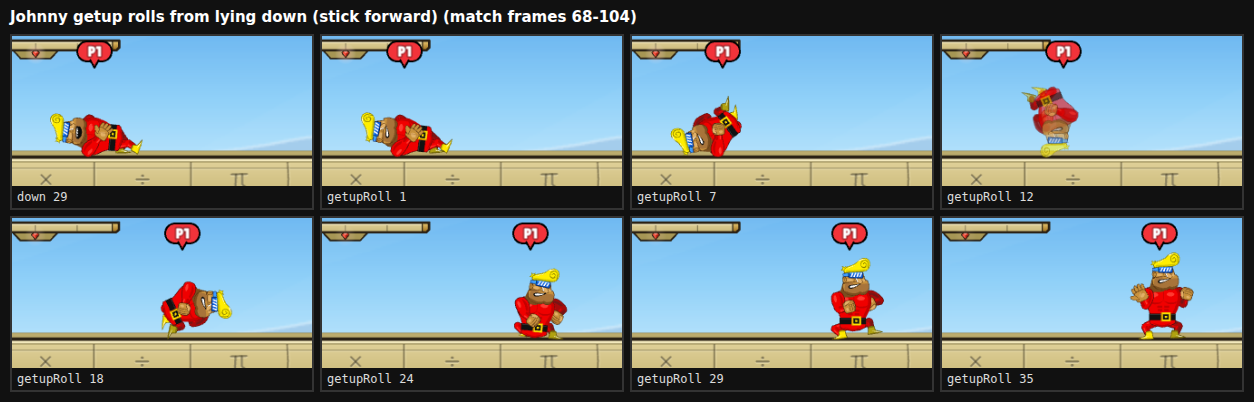 Johnny getup rolls from lying down (stick forward) (match frames 68-104)
P1 P1 P1 P1
× ÷ π × ÷ π × ÷ π × ÷ π
down 29 getupRoll 1 getupRoll 7 getupRoll 12
P1 P1 P1 P1
× ÷ π × ÷ π × ÷ π × ÷ π
getupRoll 18 getupRoll 24 getupRoll 29 getupRoll 35